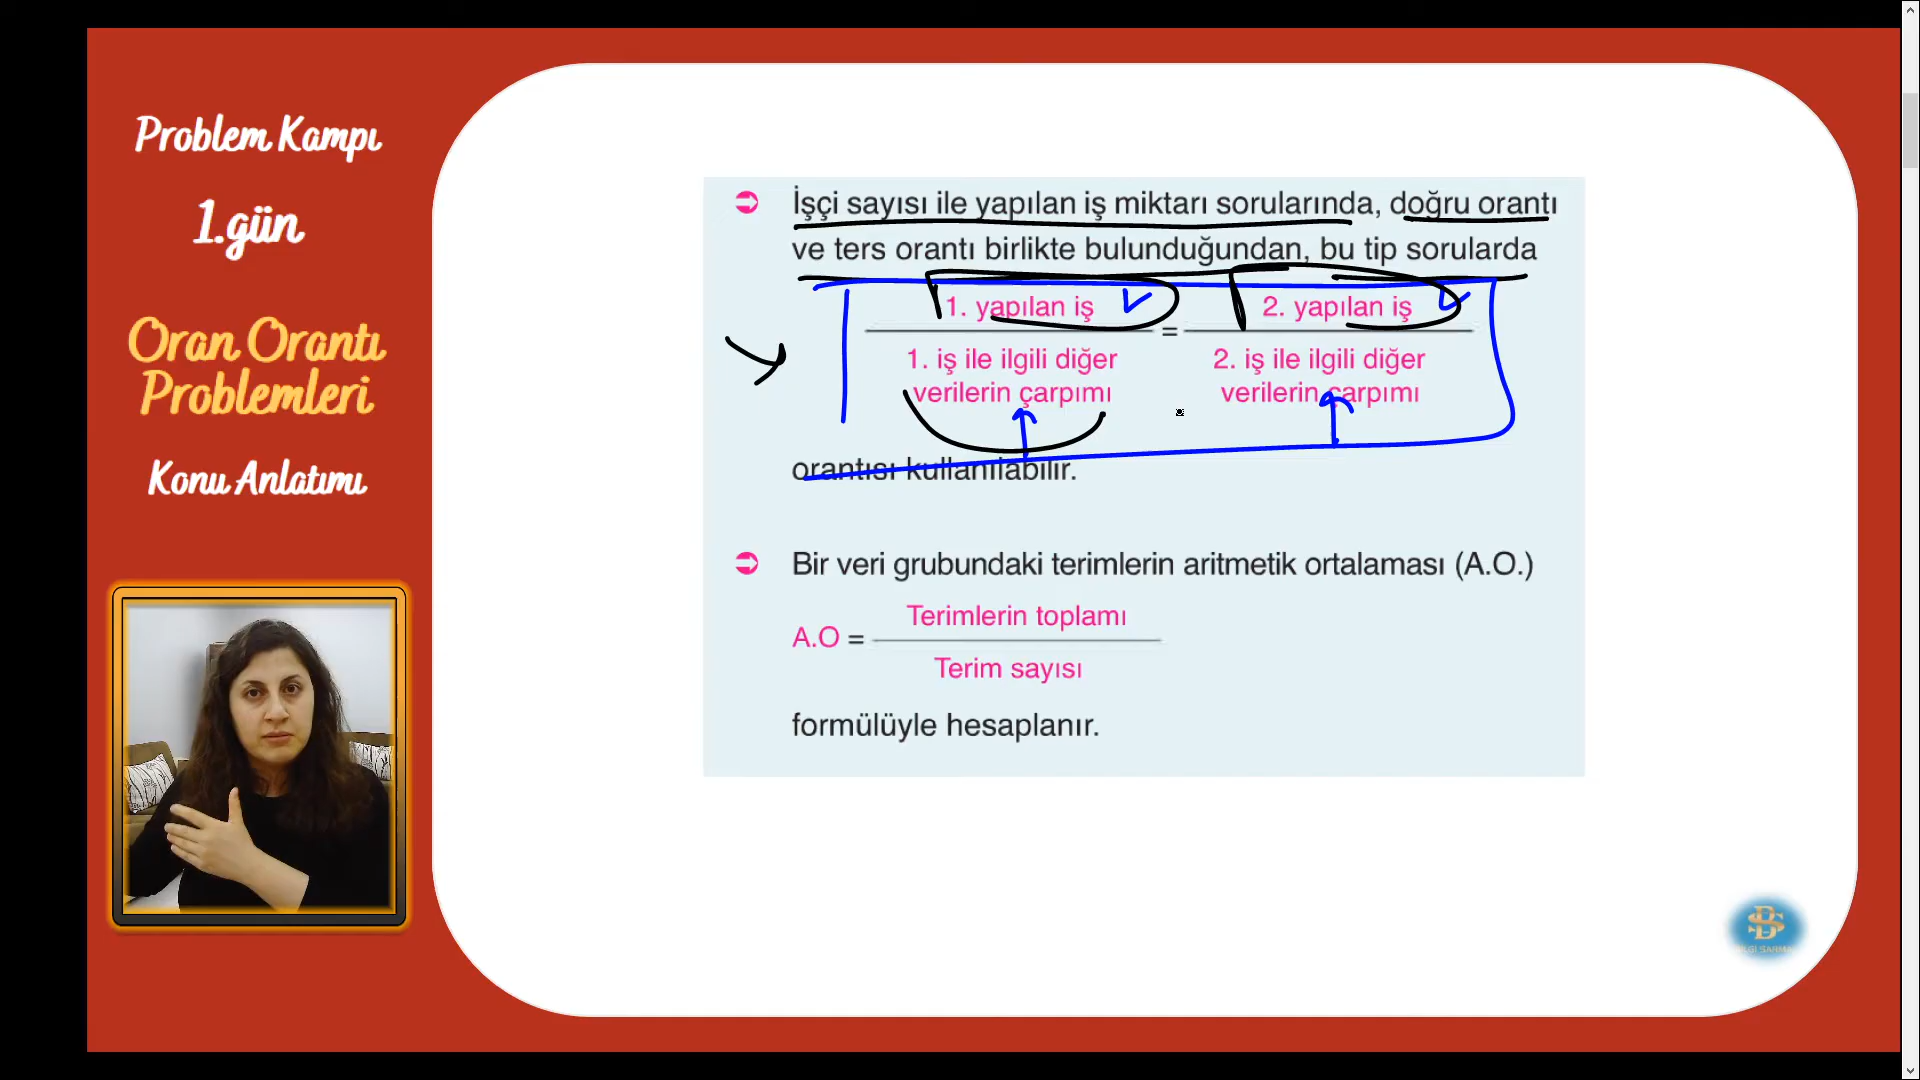 Problem Kampı
1.gün
Oran Orantı
Problemleri
Konu Anlatımı
İşçi sayısı ile yapılan iş miktarı sorularında, doğru orantı
ve ters orantı birlikte bulunduğundan, bu tip sorularda
1. yapılan iş = 2. yapılan iş
1. iş ile ilgili diğer 2. iş ile ilgili diğer
verilerin çarpımı verilerin çarpımı
orantısı kullanılabilir.
Bir veri grubundaki terimlerin aritmetik ortalaması (A.O.)
Terimlerin toplamı
A.O =
Terim sayısı
formülüyle hesaplanır.